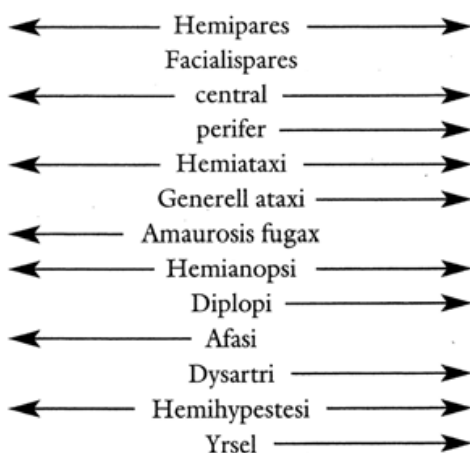 Hemipares
Facialispares
central
perifer
Hemiataxi
Generell ataxi
Amaurosis fugax
Hemianopsi
Diplopi
Afasi
Dysartri
Hemihypestesi
Yrsel